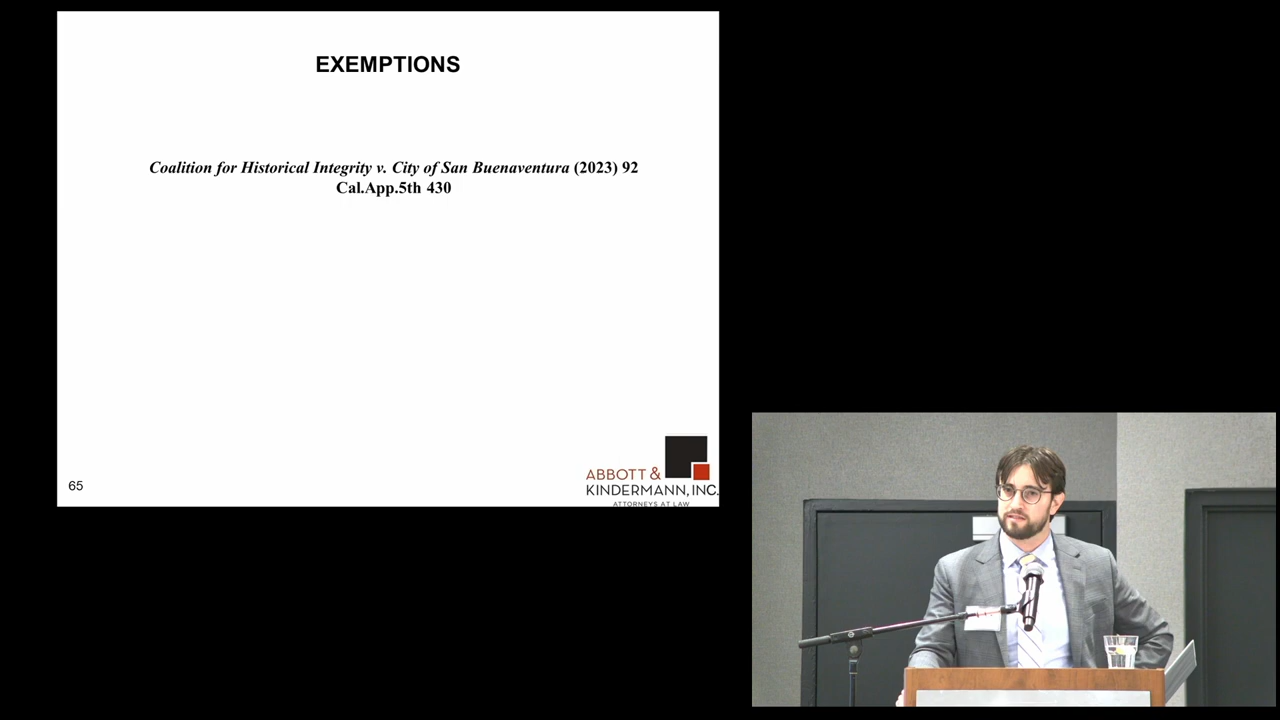 EXEMPTIONS
Coalition for Historical Integrity v. City of San Buenaventura (2023) 92
Cal.App.5th 430
65
ABBOTT &
KINDERMANN, INC.
ATTORNEYS AT LAW